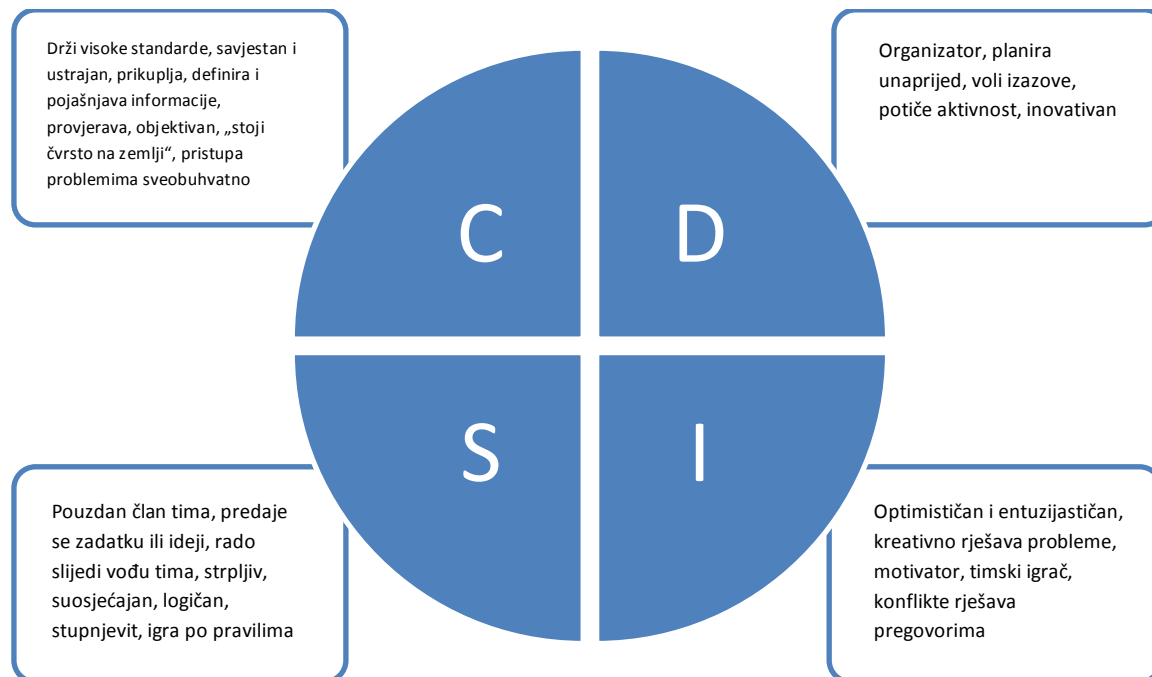 Drži visoke standarde, savjestan i
ustrajan, prikuplja, definira i
pojašnjava informacije,
provjerava, objektivan, „stoji
čvrsto na zemlji“, pristupa
problemima sveobuhvatno
Organizator, planira
unaprijed, voli izazove,
potiče aktivnost, inovativan
C
D
S
I
Pouzdan član tima, predaje
se zadatku ili ideji, rado
slijedi vođu tima, strpljiv,
suosjećajan, logičan,
stupnjevit, igra po pravilima
Optimističan i entuzijastičan,
kreativno rješava probleme,
motivator, timski igrač,
konflikte rješava
pregovorima